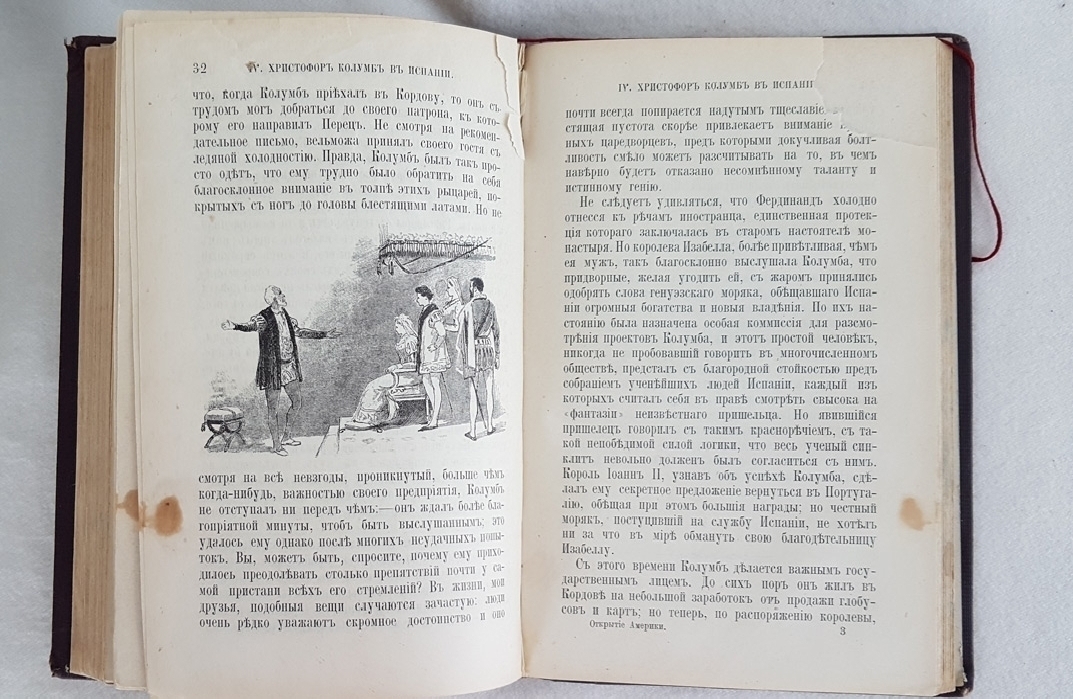 32 IV. ХРИСТОФОРЪ КОЛУМБЪ ВЪ ИСПАНІИ.
что, когда Колумбъ пріѣхалъ въ Кордову, то онъ съ
трудомъ могъ добраться до своего патрона, къ кото-
рому его направилъ Перецъ. Не смотря на рекомен-
дательное письмо, вельможа принялъ своего гостя съ
ледяной холодностію. Правда, Колумбъ былъ такъ про-
сто одѣтъ, что ему трудно было обратить на себя
благосклонное вниманіе въ толпѣ этихъ рыцарей, по-
крытыхъ съ ногъ до головы блестящими латами. Но не
смотря на всѣ невзгоды, проникнутый, больше чѣмъ
когда-нибудь, важностью своего предпріятія, Колумбъ
не отступалъ ни передъ чѣмъ:—онъ ждалъ болѣе бла-
гопріятной минуты, чтобъ быть выслушаннымъ; это
удалось ему однако послѣ многихъ неудачныхъ попы-
токъ. Вы, можетъ быть, спросите, почему ему прихо-
дилось преодолѣвать столько препятствій почти у са-
мой пристани всѣхъ его стремленій? Въ жизни, мои
друзья, подобныя вещи случаются зачастую: люди
очень рѣдко уважаютъ скромное достоинство и оно
IV. ХРИСТОФОРЪ КОЛУМБЪ ВЪ ИСПАНІИ
почти всегда попирается надутымъ тщеславіе
стящая пустота скорѣе привлекаетъ вниманіе
ныхъ царедворцевъ, предъ которыми докучливая болт-
ливость смѣло можетъ разсчитывать на то, въ чемъ
навѣрно будетъ отказано несомнѣнному таланту и
истинному генію.
Не слѣдуетъ удивляться, что Фердинандъ холодно
отнесся къ рѣчамъ иностранца, единственная протек-
ція котораго заключалась въ старомъ настоятелѣ мо-
настыря. Но королева Изабелла, болѣе привѣтливая, чѣмъ
ея мужъ, такъ благосклонно выслушала Колумба, что
придворные, желая угодить ей, съ жаромъ принялись
одобрять слова генуэзскаго моряка, обѣщавшаго Испа-
ніи огромныя богатства и новыя владѣнія. По ихъ на-
стоянію была назначена особая коммиссія для разсмо-
трѣнія проектовъ Колумба, и этотъ простой человѣкъ,
никогда не пробовавшій говорить въ многочисленномъ
обществѣ, предсталъ съ благородной стойкостью предъ
собраніемъ ученѣйшихъ людей Испаніи, каждый изъ
которыхъ считалъ себя въ правѣ смотрѣть свысока на
«фантазіи» неизвѣстнаго пришельца. Но явившійся
пришлецъ говорилъ съ такимъ краснорѣчіемъ, съ та-
кой непобѣдимой силой логики, что весь ученый син-
клитъ невольно долженъ былъ согласиться съ нимъ.
Король Іоаннъ II, узнавъ объ успѣхѣ Колумба, сдѣ-
лалъ ему секретное предложеніе вернуться въ Португа-
лію, обѣщая при этомъ большія награды; но честный
морякъ, поступившій на службу Испаніи, не хотѣлъ
ни за что въ мірѣ обмануть свою благодѣтельницу
Изабеллу.
Съ этого времени Колумбъ дѣлается важнымъ госу-
дарственнымъ лицемъ. До сихъ поръ онъ жилъ въ
Кордовѣ на небольшой заработокъ отъ продажи глобу-
совъ и картъ; но теперь, по распоряженію королевы,
Открытіе Америки. 3